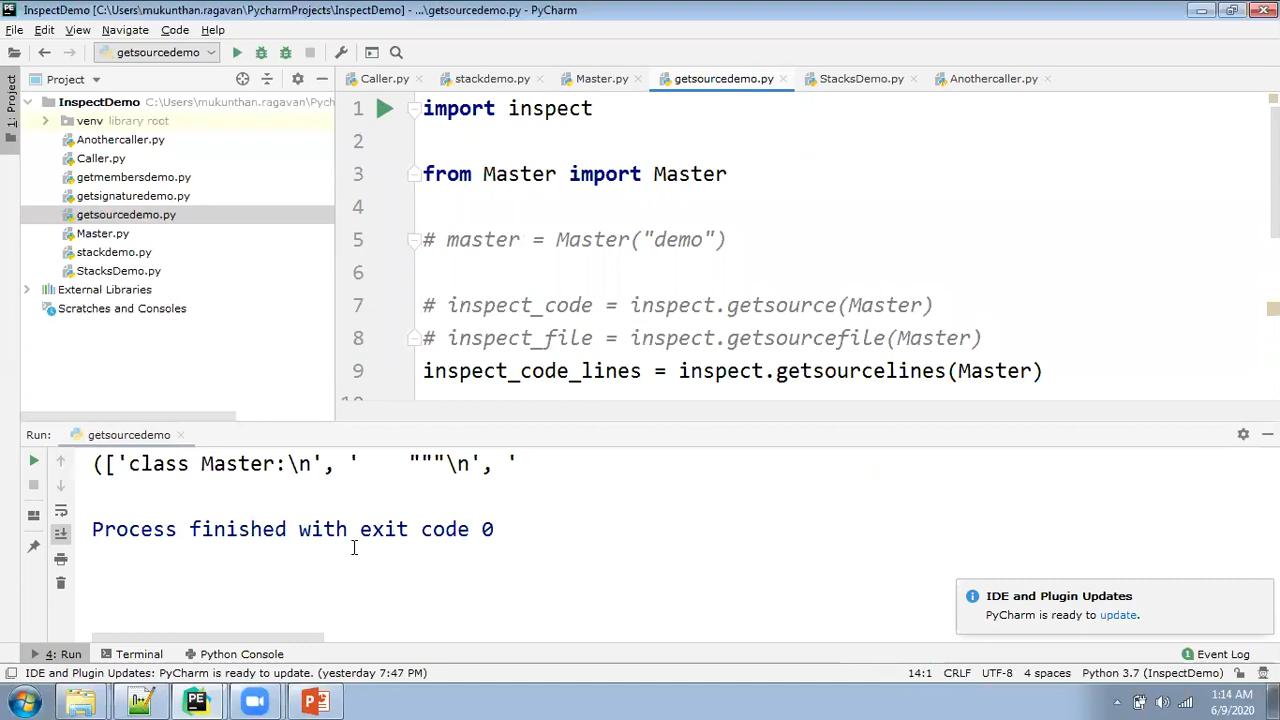 InspectDemo [C:\Users\mukunthan.ragavan\PycharmProjects\InspectDemo] - ...\getsourcedemo.py - PyCharm
File Edit View Navigate Code Help
getsourcedemo
1: Project
Project
Caller.py stackdemo.py Master.py getsourcedemo.py StacksDemo.py Anothercaller.py
InspectDemo C:\Users\mukunthan.ragavan\Pych
venv library root
Anothercaller.py
Caller.py
getmembersdemo.py
getsignaturedemo.py
getsourcedemo.py
Master.py
stackdemo.py
StacksDemo.py
External Libraries
Scratches and Consoles
1 import inspect
2
3 from Master import Master
4
5 # master = Master("demo")
6
7 # inspect_code = inspect.getsource(Master)
8 # inspect_file = inspect.getsourcefile(Master)
9 inspect_code_lines = inspect.getsourcelines(Master)
Run: getsourcedemo
(['class Master:\n', '    """\n', '
Process finished with exit code 0
IDE and Plugin Updates
PyCharm is ready to update.
4: Run Terminal Python Console Event Log
IDE and Plugin Updates: PyCharm is ready to update. (yesterday 7:47 PM) 14:1 CRLF UTF-8 4 spaces Python 3.7 (InspectDemo)
1:14 AM
6/9/2020